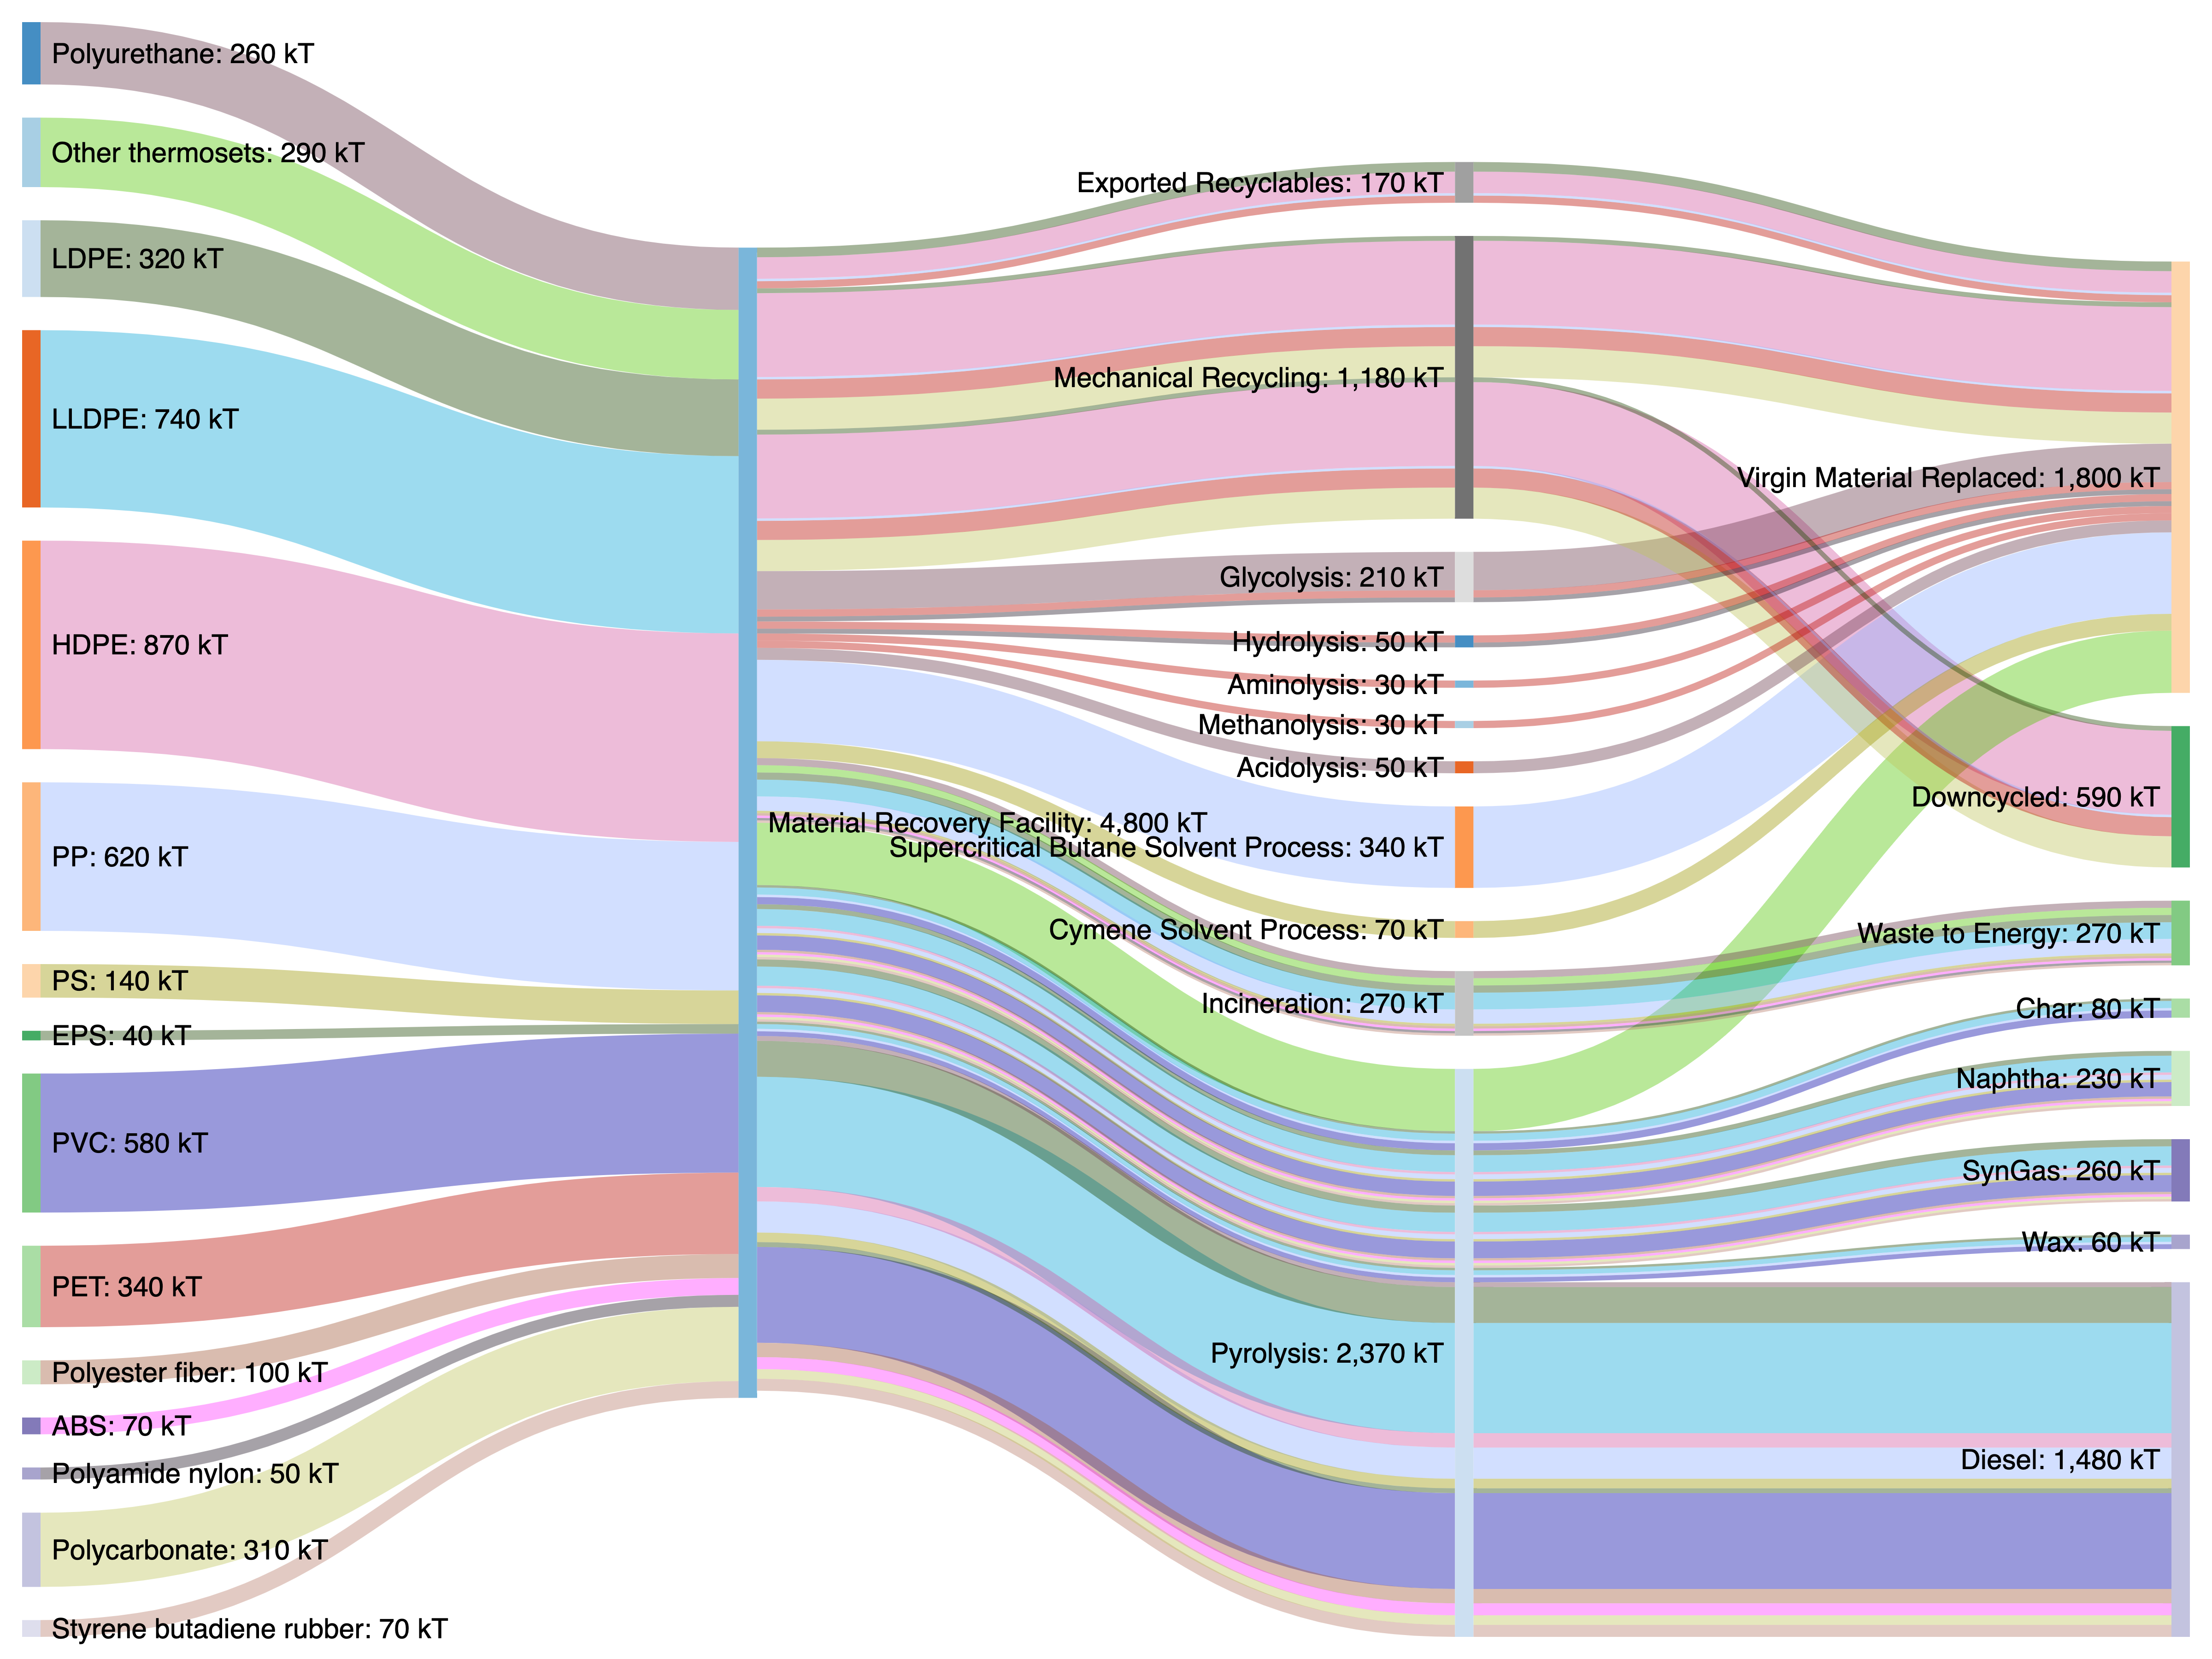 Polyurethane: 260 kT
Other thermosets: 290 kT
LDPE: 320 kT
LLDPE: 740 kT
HDPE: 870 kT
PP: 620 kT
PS: 140 kT
EPS: 40 kT
PVC: 580 kT
PET: 340 kT
Polyester fiber: 100 kT
ABS: 70 kT
Polyamide nylon: 50 kT
Polycarbonate: 310 kT
Styrene butadiene rubber: 70 kT
Material Recovery Facility: 4,800 kT
Exported Recyclables: 170 kT
Mechanical Recycling: 1,180 kT
Glycolysis: 210 kT
Hydrolysis: 50 kT
Aminolysis: 30 kT
Methanolysis: 30 kT
Acidolysis: 50 kT
Supercritical Butane Solvent Process: 340 kT
Cymene Solvent Process: 70 kT
Incineration: 270 kT
Pyrolysis: 2,370 kT
Virgin Material Replaced: 1,800 kT
Downcycled: 590 kT
Waste to Energy: 270 kT
Char: 80 kT
Naphtha: 230 kT
SynGas: 260 kT
Wax: 60 kT
Diesel: 1,480 kT